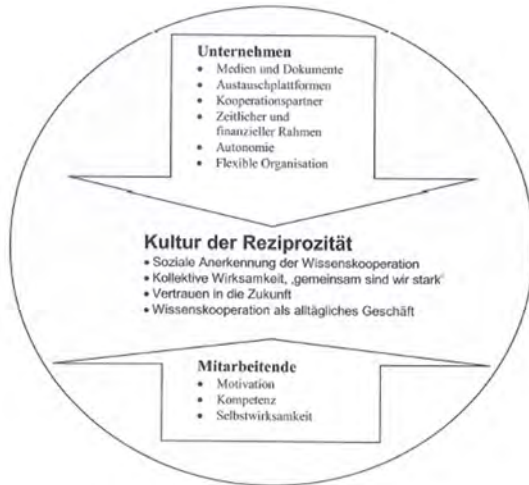 Unternehmen
• Medien und Dokumente
• Austauschplattformen
• Kooperationspartner
• Zeitlicher und
finanzieller Rahmen
• Autonomie
• Flexible Organisation
Kultur der Reziprozität
• Soziale Anerkennung der Wissenskooperation
• Kollektive Wirksamkeit, „gemeinsam sind wir stark“
• Vertrauen in die Zukunft
• Wissenskooperation als alltägliches Geschäft
Mitarbeitende
• Motivation
• Kompetenz
• Selbstwirksamkeit